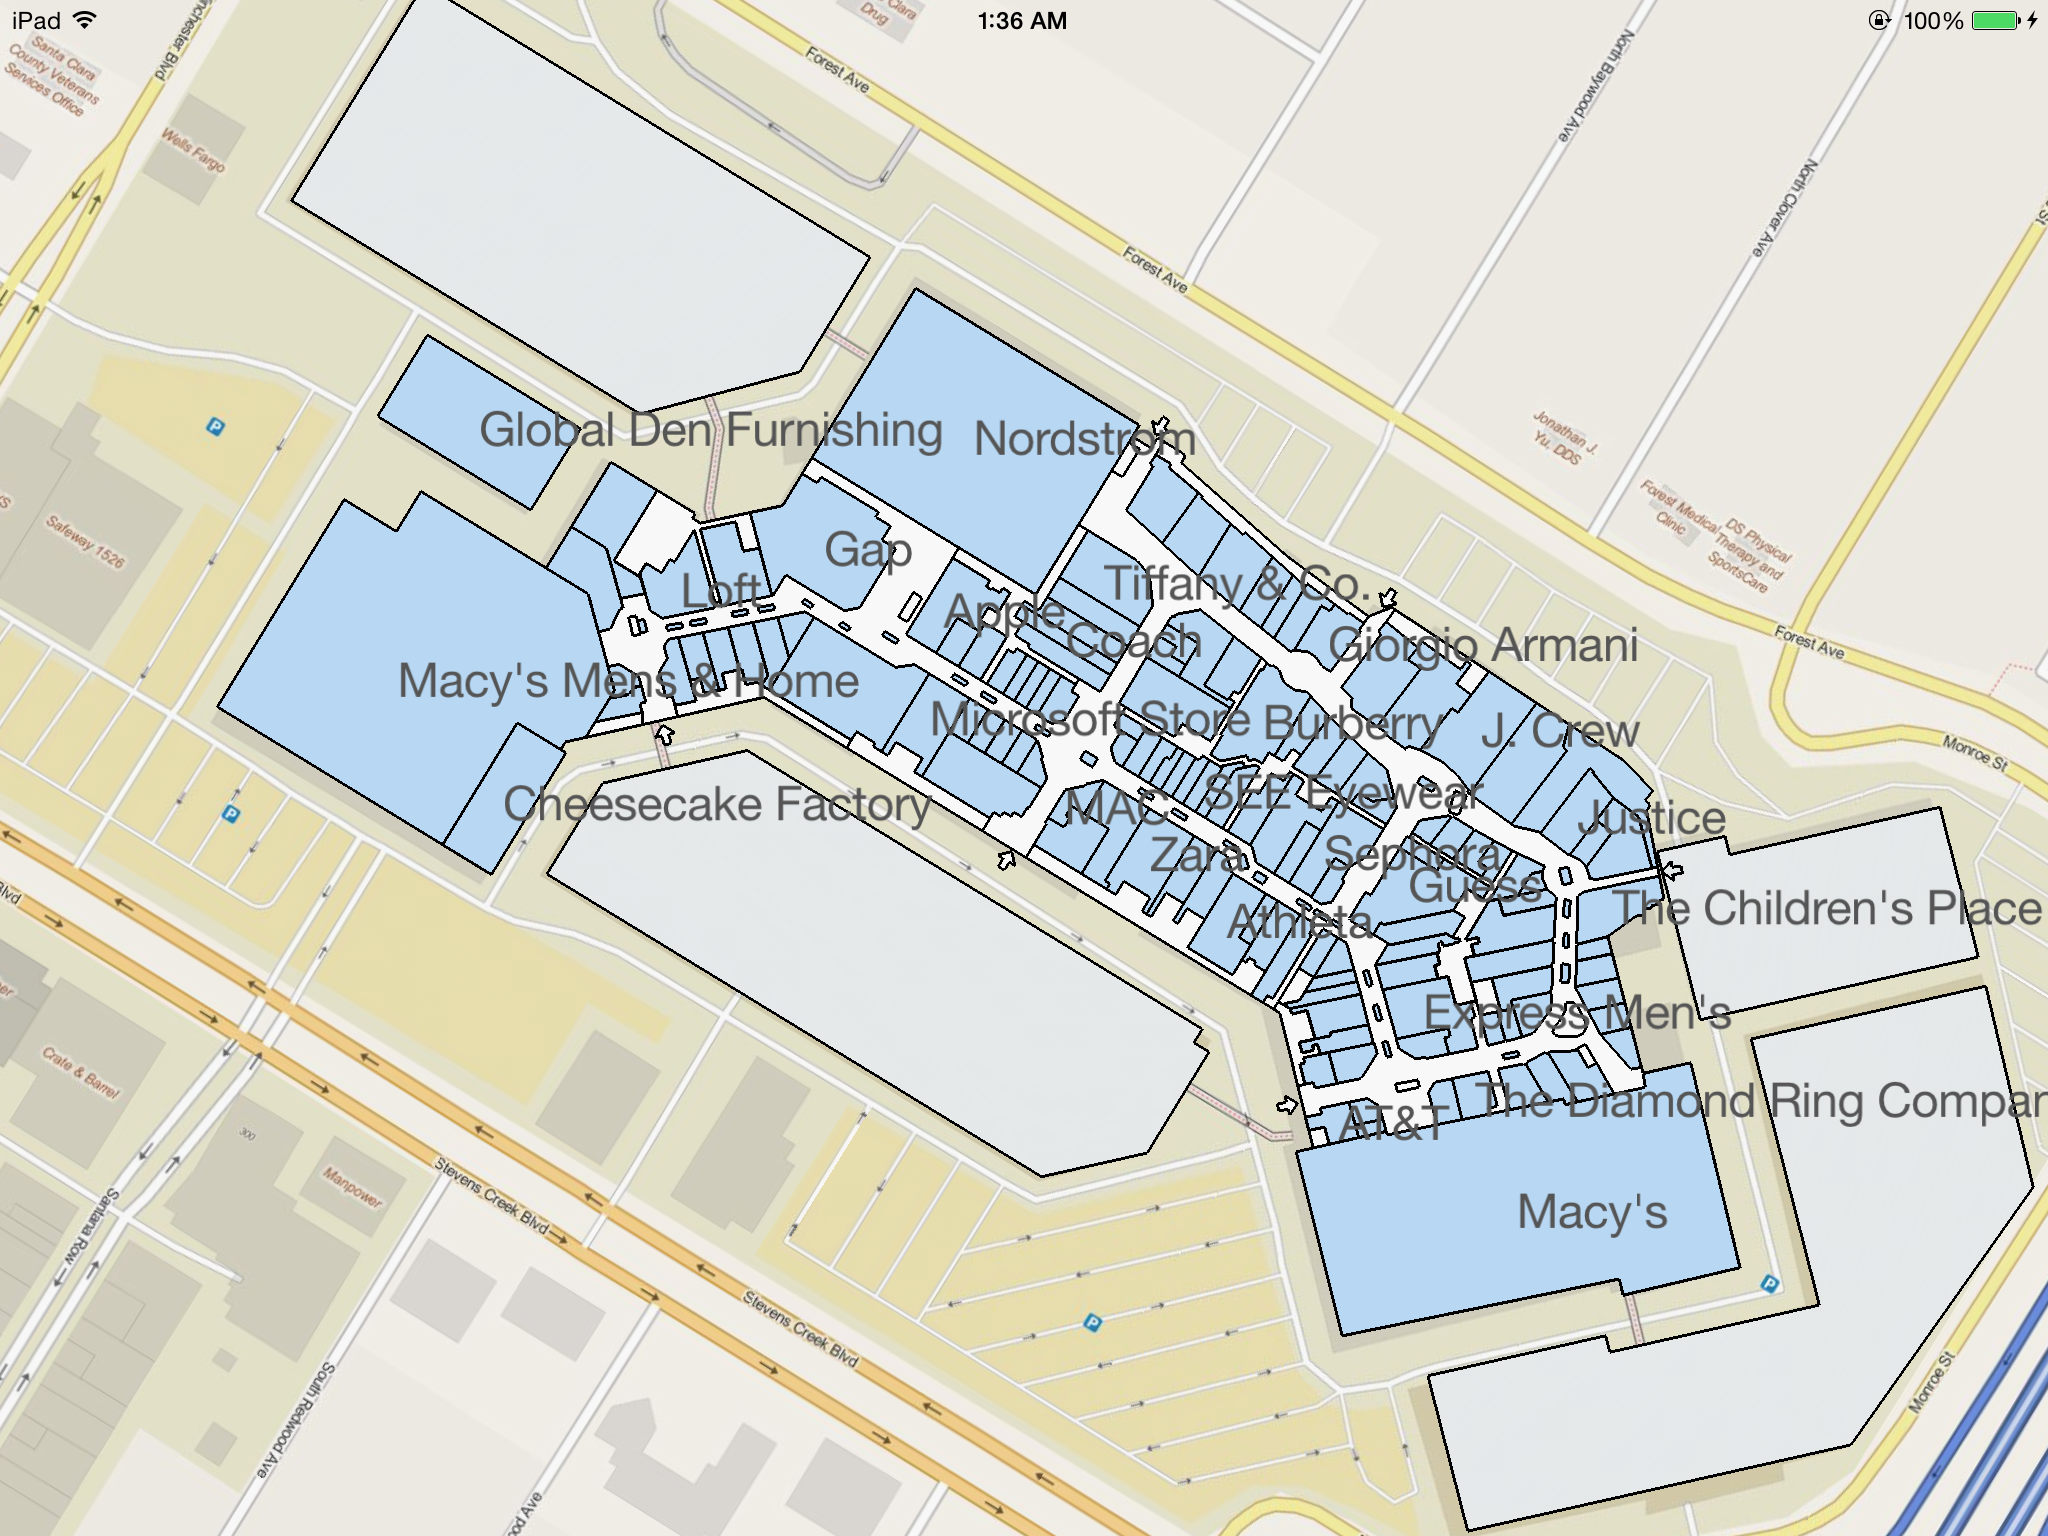 iPad
1:36 AM
100%
Clara
Drug
Santa Clara
County Veterans
Services Office
Wells Fargo
Forest Ave
North Baywood Ave
North Clover Ave
Forest Ave
Jonathan J.
Yu, DDS
Forest Medical
Clinic
DS Physical
Therapy and
SportsCare
Safeway 1526
Global Den Furnishing
Nordstrom
Gap
Loft
Apple
Tiffany & Co.
Coach
Giorgio Armani
Forest Ave
Macy's Mens & Home
Microsoft Store
Burberry
J. Crew
Monroe St
Cheesecake Factory
MAC
SEE Eyewear
Justice
Zara
Sephora
Guess
Athleta
The Children's Place
Express Men's
AT&T
The Diamond Ring Compan
Macy's
Blvd
Crate & Barrel
300
Manpower
Stevens Creek Blvd
Santana Row
Stevens Creek Blvd
South Redwood Ave
Monroe St
P
P
P
P